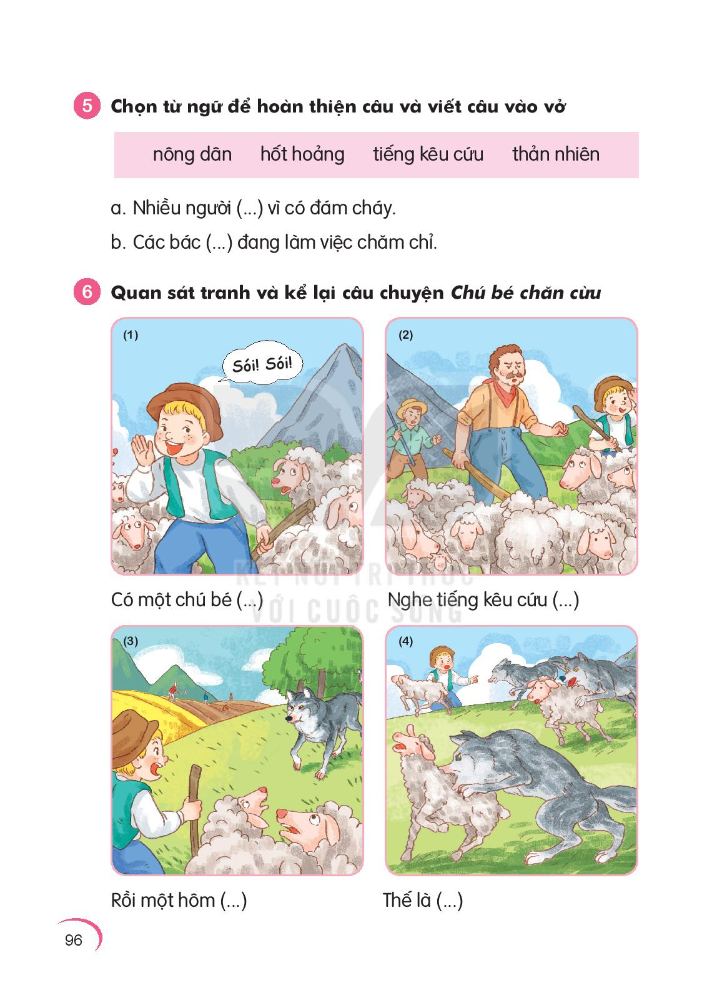 5 Chọn từ ngữ để hoàn thiện câu và viết câu vào vở
nông dân hốt hoảng tiếng kêu cứu thản nhiên
a. Nhiều người (...) vì có đám cháy.
b. Các bác (...) đang làm việc chăm chỉ.
6 Quan sát tranh và kể lại câu chuyện Chú bé chăn cừu
(1)
Sói! Sói!
(2)
KẾT NỐI TRI THỨC
VỚI CUỘC SỐNG
Có một chú bé (...)
Nghe tiếng kêu cứu (...)
(3)
(4)
Rồi một hôm (...)
Thế là (...)
96